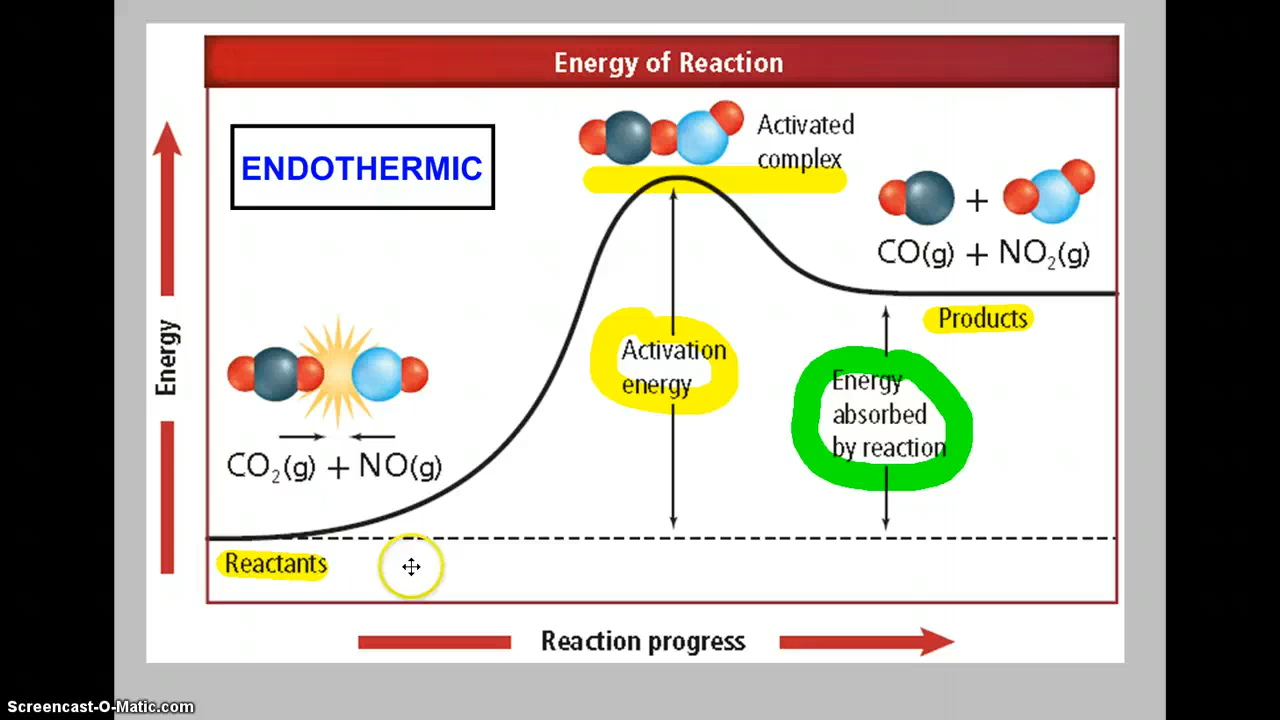 Energy of Reaction
ENDOTHERMIC
Activated
complex
+
CO(g) + NO₂(g)
Products
Activation
energy
Energy
absorbed
by reaction
Energy
CO₂(g) + NO(g)
Reactants
Reaction progress
Screencast-O-Matic.com